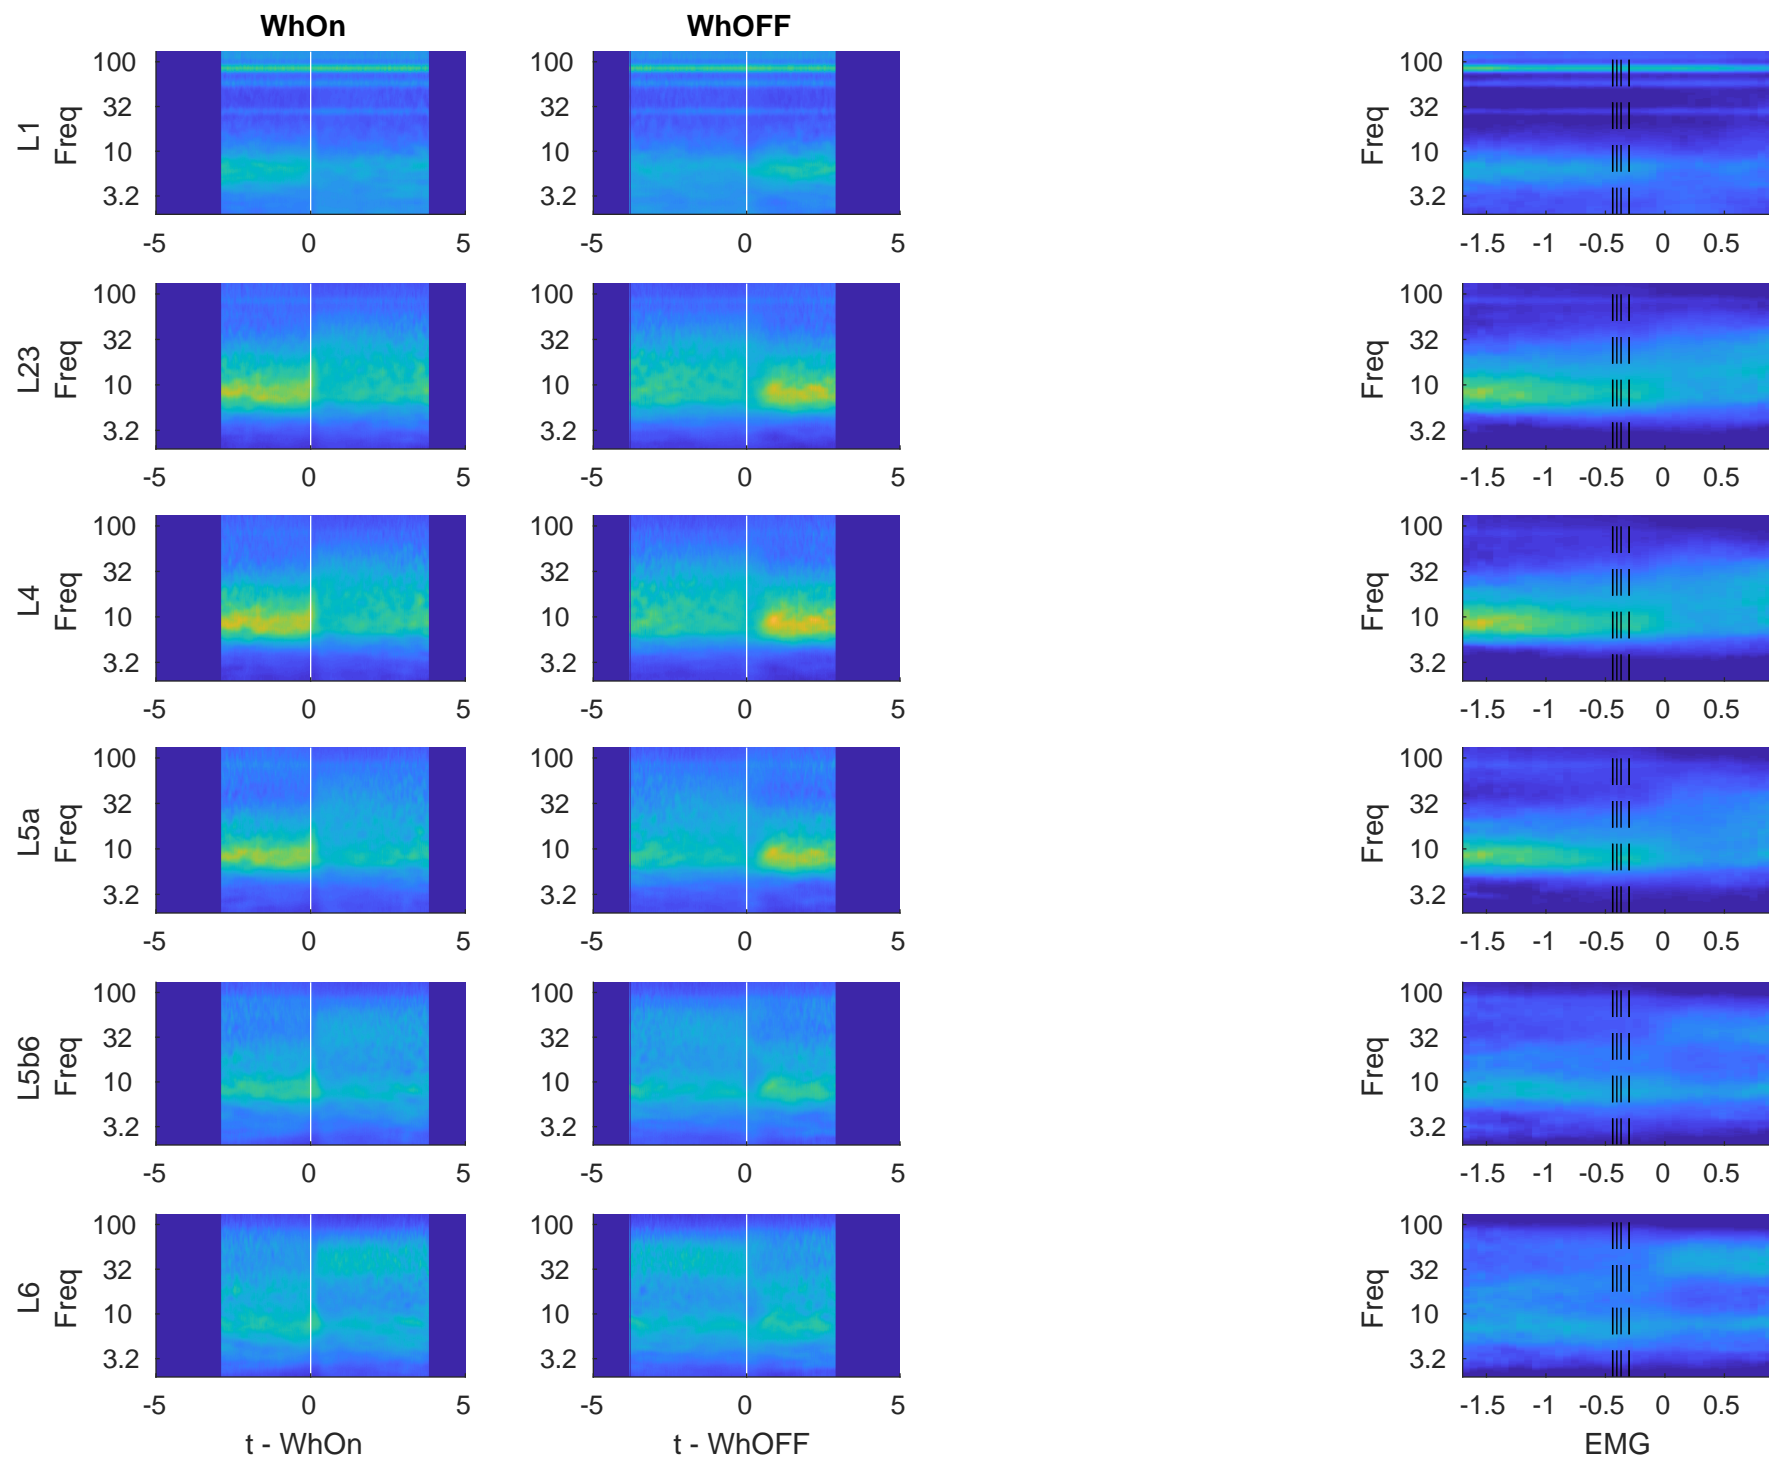 WhOn WhOFF
L1 Freq 100 32 10 3.2 100 32 10 3.2 Freq 100 32 10 3.2
-5 0 5 -5 0 5 -1.5 -1 -0.5 0 0.5
L23 Freq 100 32 10 3.2 100 32 10 3.2 Freq 100 32 10 3.2
-5 0 5 -5 0 5 -1.5 -1 -0.5 0 0.5
L4 Freq 100 32 10 3.2 100 32 10 3.2 Freq 100 32 10 3.2
-5 0 5 -5 0 5 -1.5 -1 -0.5 0 0.5
L5a Freq 100 32 10 3.2 100 32 10 3.2 Freq 100 32 10 3.2
-5 0 5 -5 0 5 -1.5 -1 -0.5 0 0.5
L5b6 Freq 100 32 10 3.2 100 32 10 3.2 Freq 100 32 10 3.2
-5 0 5 -5 0 5 -1.5 -1 -0.5 0 0.5
L6 Freq 100 32 10 3.2 100 32 10 3.2 Freq 100 32 10 3.2
-5 0 5 -5 0 5 -1.5 -1 -0.5 0 0.5
t - WhOn t - WhOFF EMG